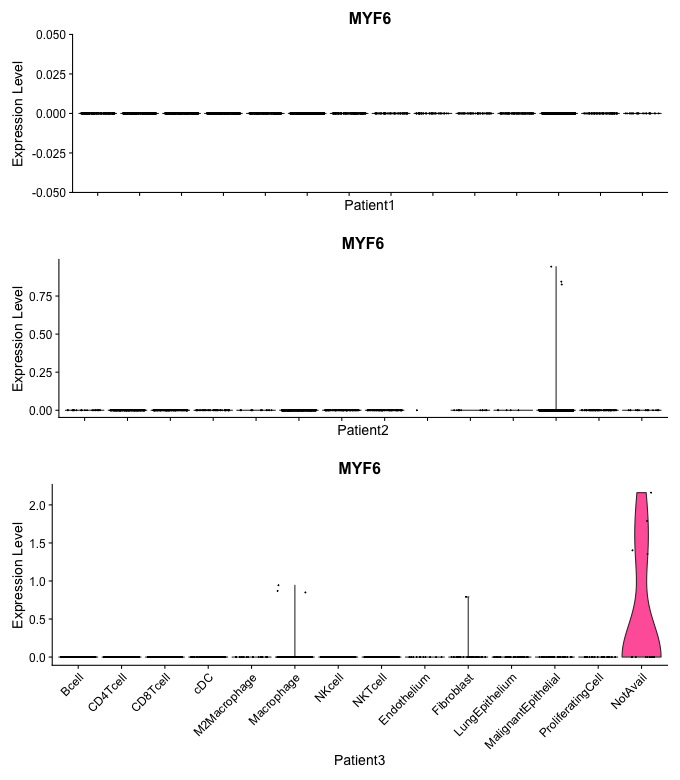 MYF6
Expression Level
0.050
0.025
0.000
-0.025
-0.050
Patient1
MYF6
Expression Level
0.75
0.50
0.25
0.00
Patient2
MYF6
Expression Level
2.0
1.5
1.0
0.5
0.0
Bcell
CD4Tcell
CD8Tcell
cDC
M2Macrophage
Macrophage
NKcell
NKTcell
Endothelium
Fibroblast
LungEpithelium
MalignantEpithelial
ProliferatingCell
NotAvail
Patient3